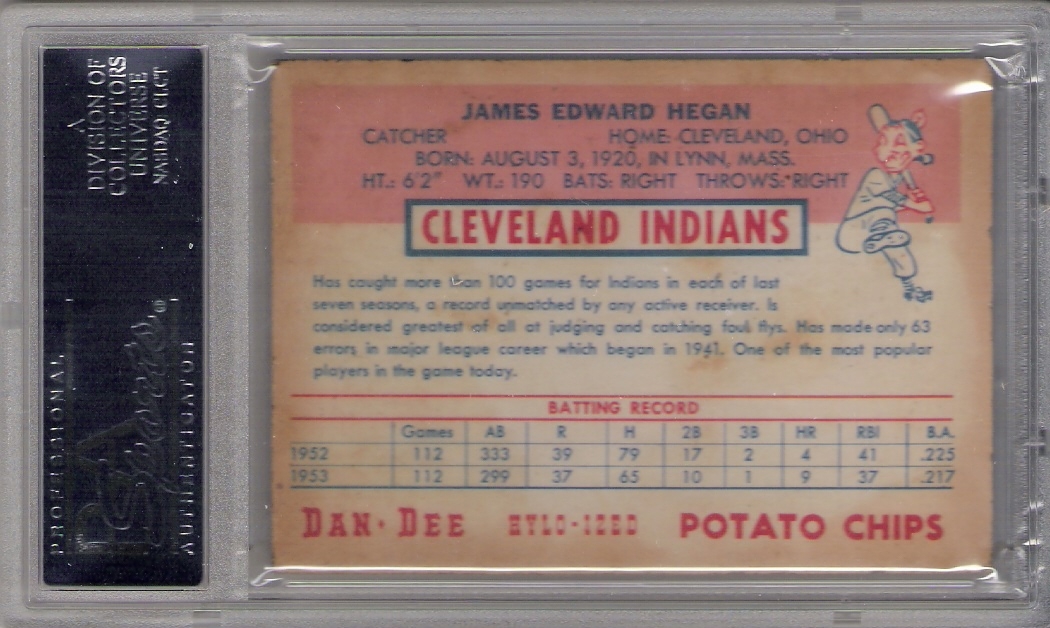 A
DIVISION OF
COLLECTORS
UNIVERSE
NASDAQ CLCT
PROFESSIONAL
PSA
Sports
AUTHENTICATOR
JAMES EDWARD HEGAN
CATCHER HOME: CLEVELAND, OHIO
BORN: AUGUST 3, 1920, IN LYNN, MASS.
HT.: 6'2" WT.: 190 BATS: RIGHT THROWS: RIGHT
CLEVELAND INDIANS
Has caught more than 100 games for Indians in each of last
seven seasons, a record unmatched by any active receiver. Is
considered greatest of all at judging and catching foul flys. Has made only 63
errors in major league career which began in 1941. One of the most popular
players in the game today.
BATTING RECORD
Games AB R H 2B 3B HR RBI B.A.
1952 112 333 39 79 17 2 4 41 .225
1953 112 299 37 65 10 1 9 37 .217
DAN · DEE POTATO CHIPS